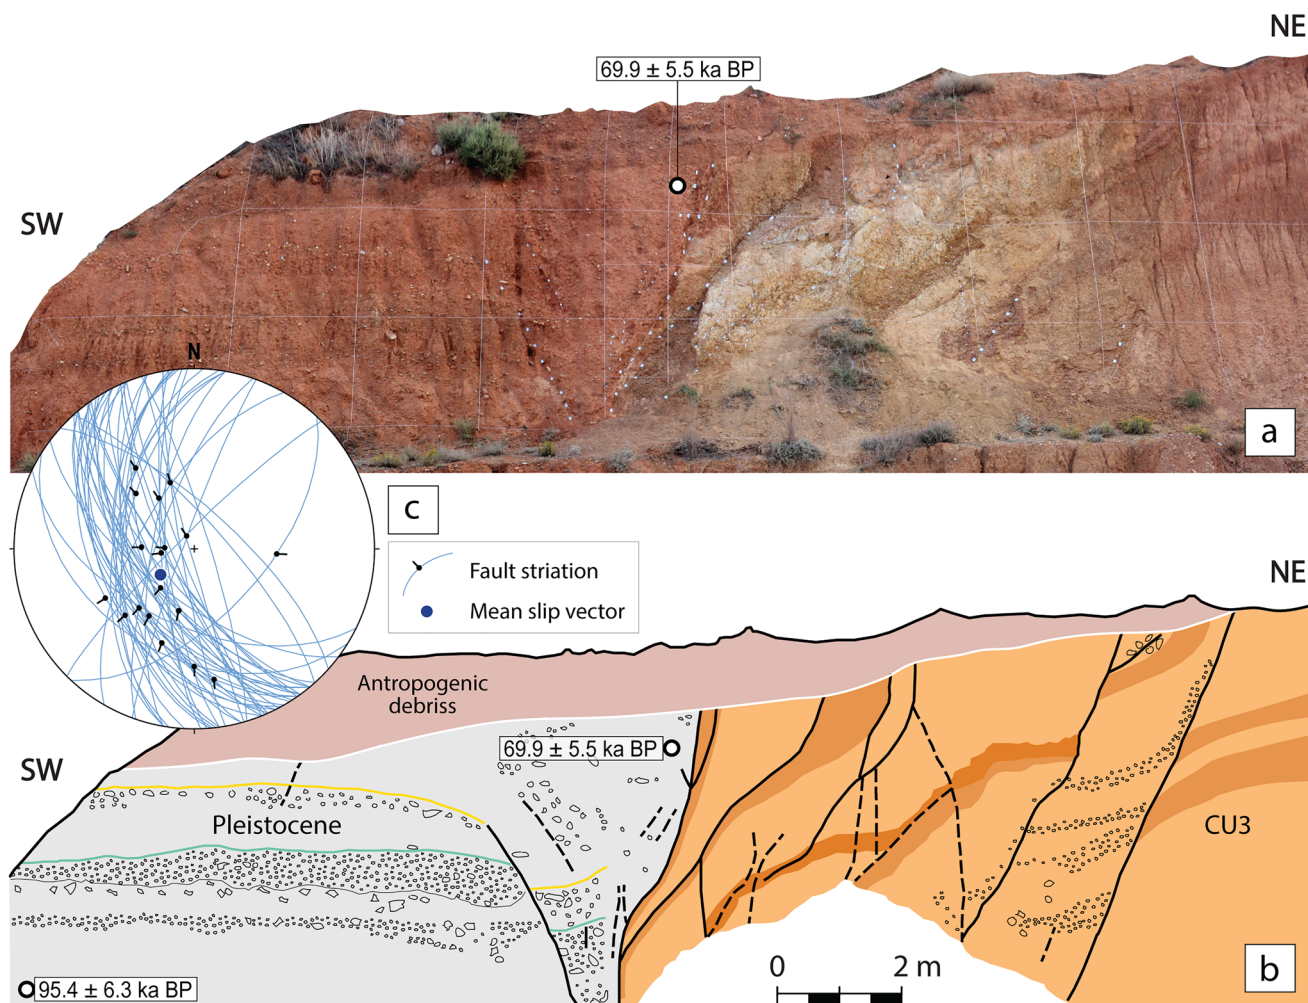 NE
69.9 ± 5.5 ka BP
SW
a
N
c
Fault striation
Mean slip vector
NE
Antropogenic
debriss
69.9 ± 5.5 ka BP
SW
Pleistocene
CU3
95.4 ± 6.3 ka BP
0 2 m
b